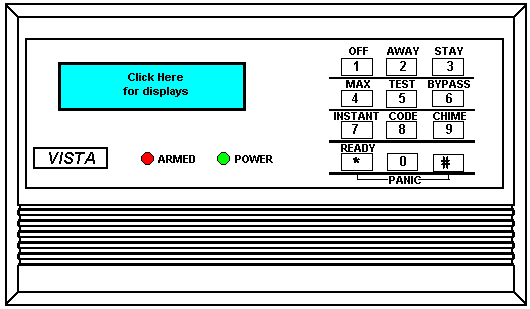 Click Here
for displays
OFF AWAY STAY
1 2 3
MAX TEST BYPASS
4 5 6
INSTANT CODE CHIME
7 8 9
READY
* 0 #
PANIC
VISTA ARMED POWER